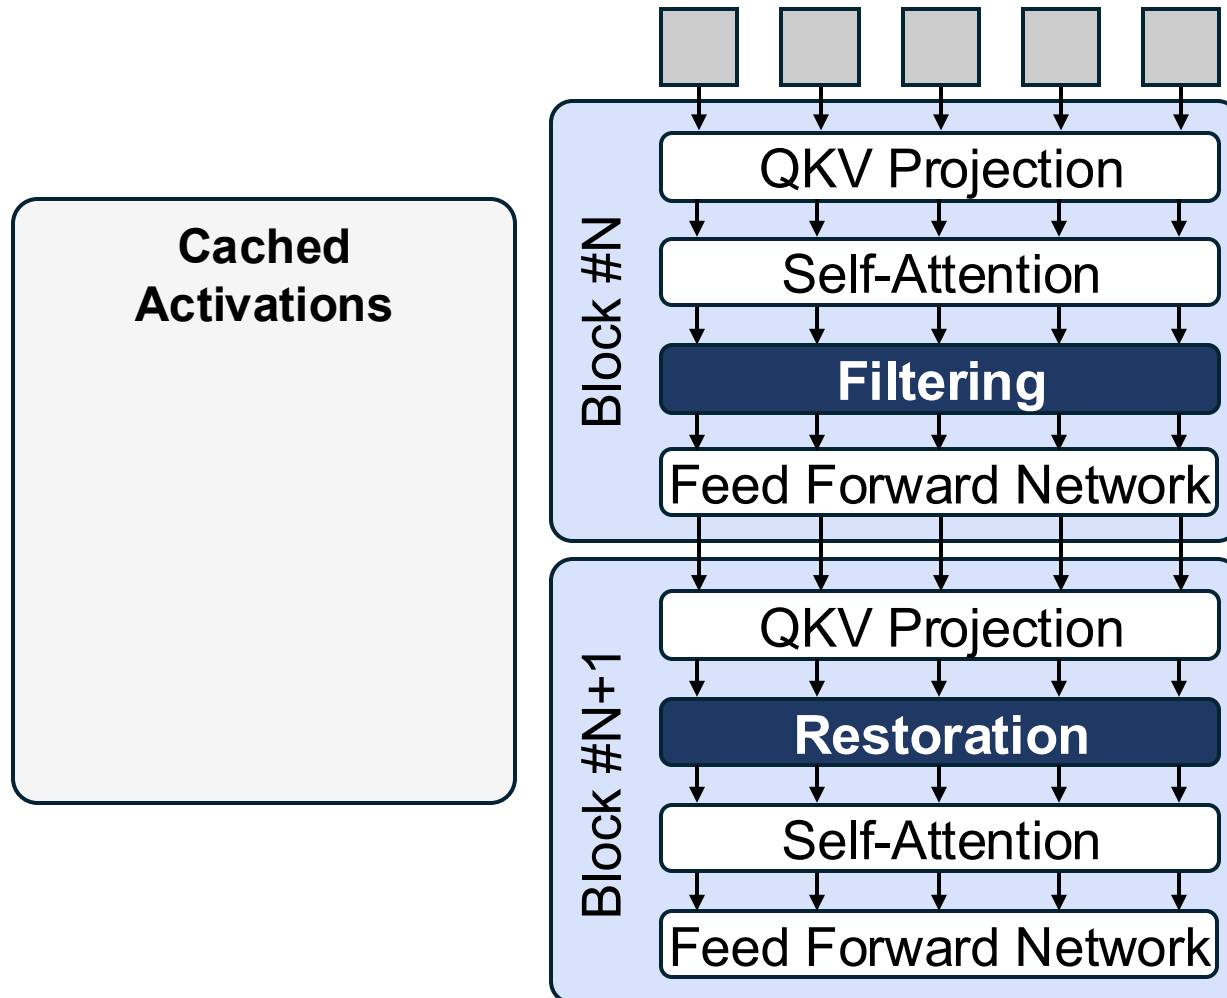 Cached
Activations
Block #N
QKV Projection
Self-Attention
Filtering
Feed Forward Network
Block #N+1
QKV Projection
Restoration
Self-Attention
Feed Forward Network